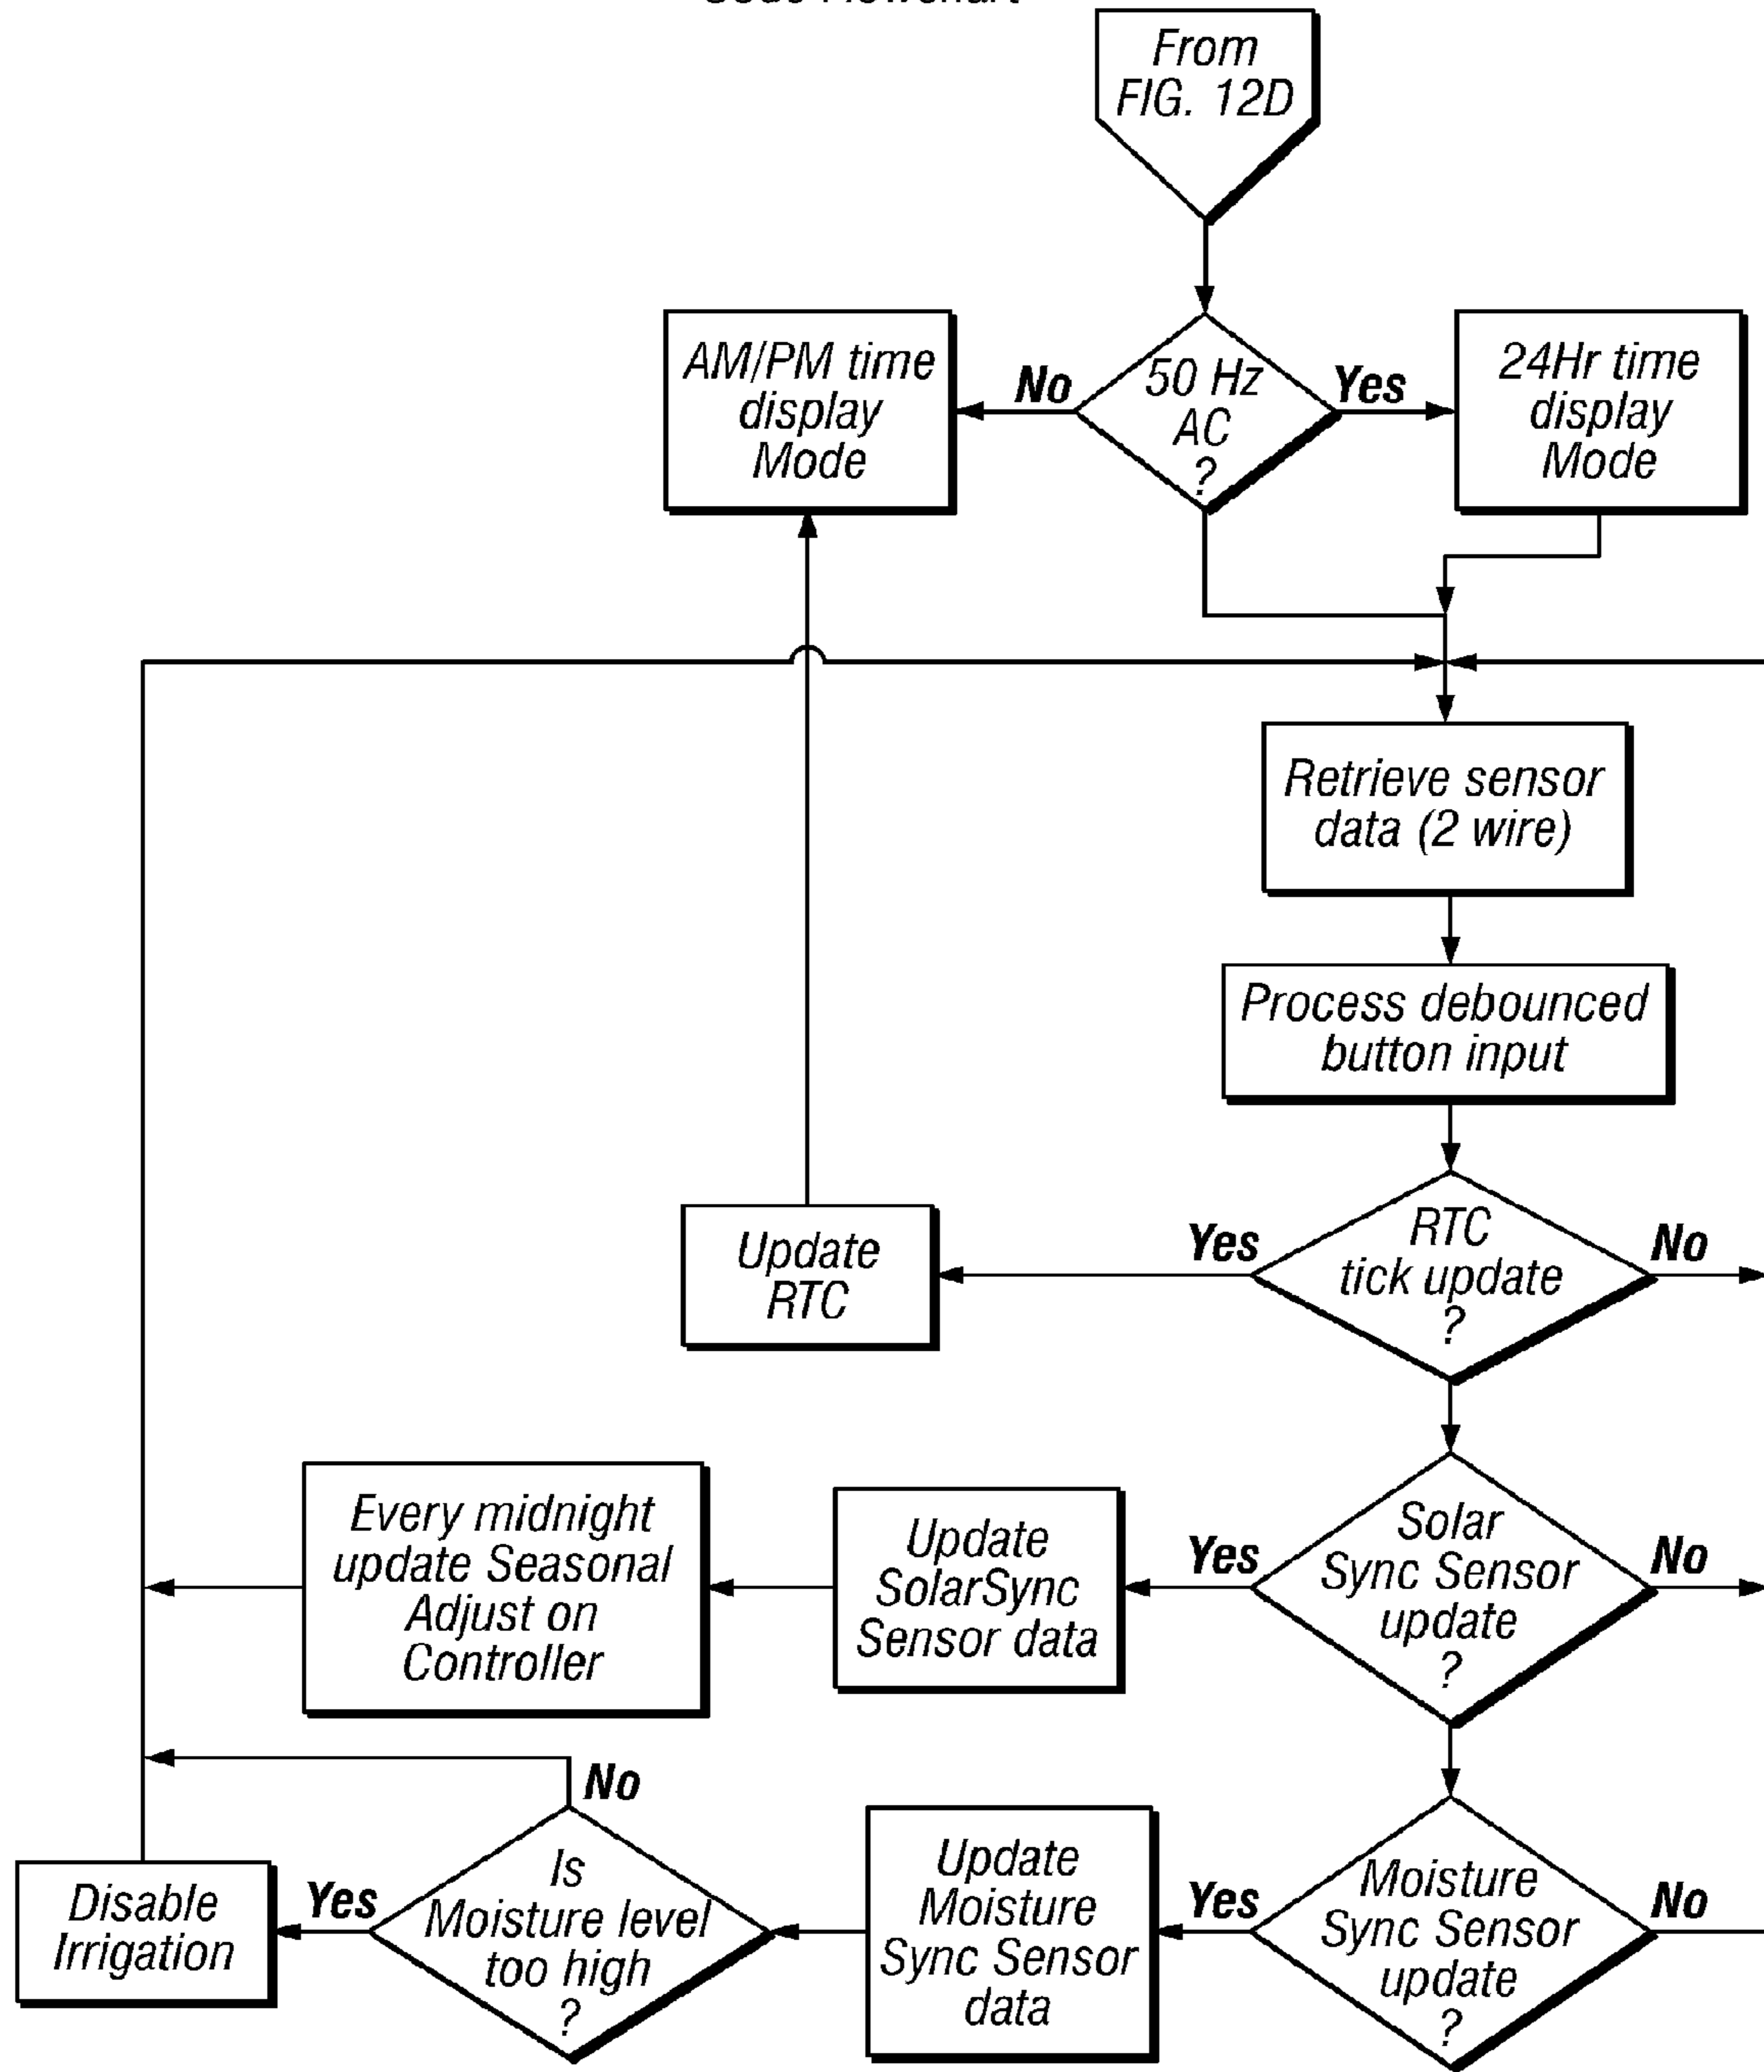 From
FIG. 12D
AM/PM time
display
Mode
No
50 Hz
AC
?
Yes
24Hr time
display
Mode
Retrieve sensor
data (2 wire)
Process debounced
button input
Update
RTC
Yes
RTC
tick update
?
No
Every midnight
update Seasonal
Adjust on
Controller
Update
SolarSync
Sensor data
Yes
Solar
Sync Sensor
update
?
No
No
Disable
Irrigation
Yes
Is
Moisture level
too high
?
Update
Moisture
Sync Sensor
data
Yes
Moisture
Sync Sensor
update
?
No